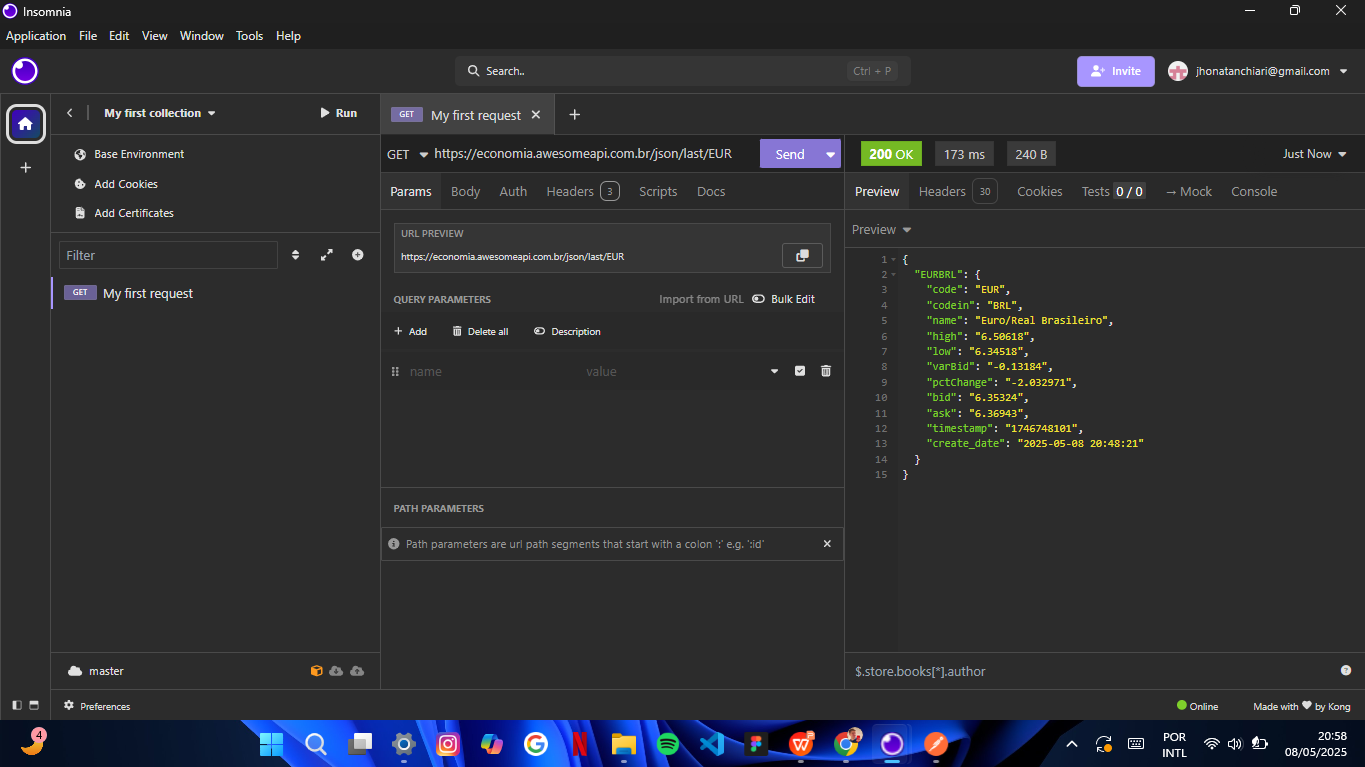 Insomnia
Application File Edit View Window Tools Help
Search.. Ctrl + P
Invite
jhonatanchiari@gmail.com
My first collection
Run
Base Environment
Add Cookies
Add Certificates
Filter
GET My first request
GET My first request
GET https://economia.awesomeapi.com.br/json/last/EUR
Send
Params Body Auth Headers 3 Scripts Docs
URL PREVIEW
https://economia.awesomeapi.com.br/json/last/EUR
QUERY PARAMETERS Import from URL Bulk Edit
Add Delete all Description
name value
PATH PARAMETERS
Path parameters are url path segments that start with a colon ':' e.g. ':id'
200 OK 173 ms 240 B Just Now
Preview Headers 30 Cookies Tests 0 / 0 → Mock Console
Preview
1 {
2 "EURBRL": {
3 "code": "EUR",
4 "codein": "BRL",
5 "name": "Euro/Real Brasileiro",
6 "high": "6.50618",
7 "low": "6.34518",
8 "varBid": "-0.13184",
9 "pctChange": "-2.032971",
10 "bid": "6.35324",
11 "ask": "6.36943",
12 "timestamp": "1746748101",
13 "create_date": "2025-05-08 20:48:21"
14 }
15 }
$.store.books[*].author
master
Preferences
Online
Made with ♥ by Kong
4
POR
INTL
20:58
08/05/2025